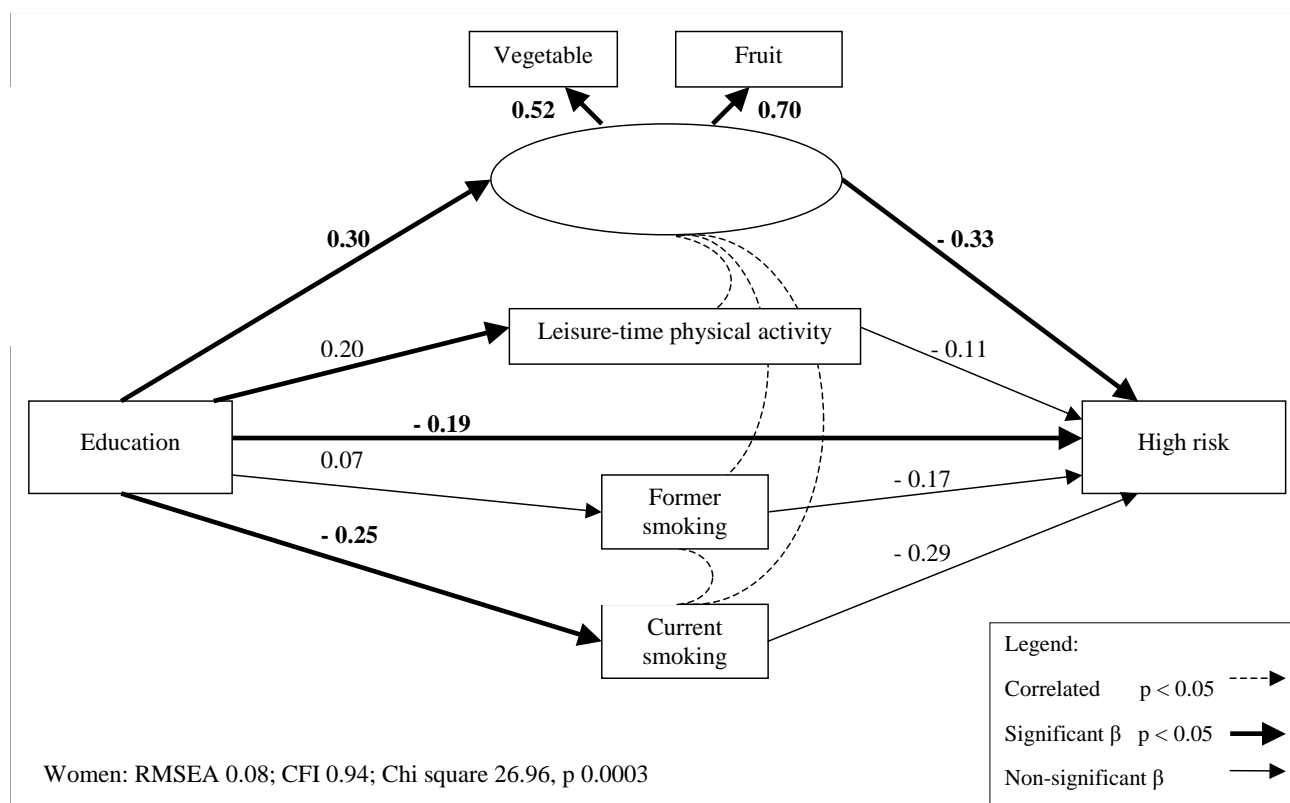 Vegetable
Fruit
0.52
0.70
0.30
- 0.33
Leisure-time physical activity
0.20
- 0.11
Education
- 0.19
High risk
0.07
Former
smoking
- 0.17
- 0.25
- 0.29
Current
smoking
Legend:
Correlated p < 0.05
Significant β p < 0.05
Non-significant β
Women: RMSEA 0.08; CFI 0.94; Chi square 26.96, p 0.0003